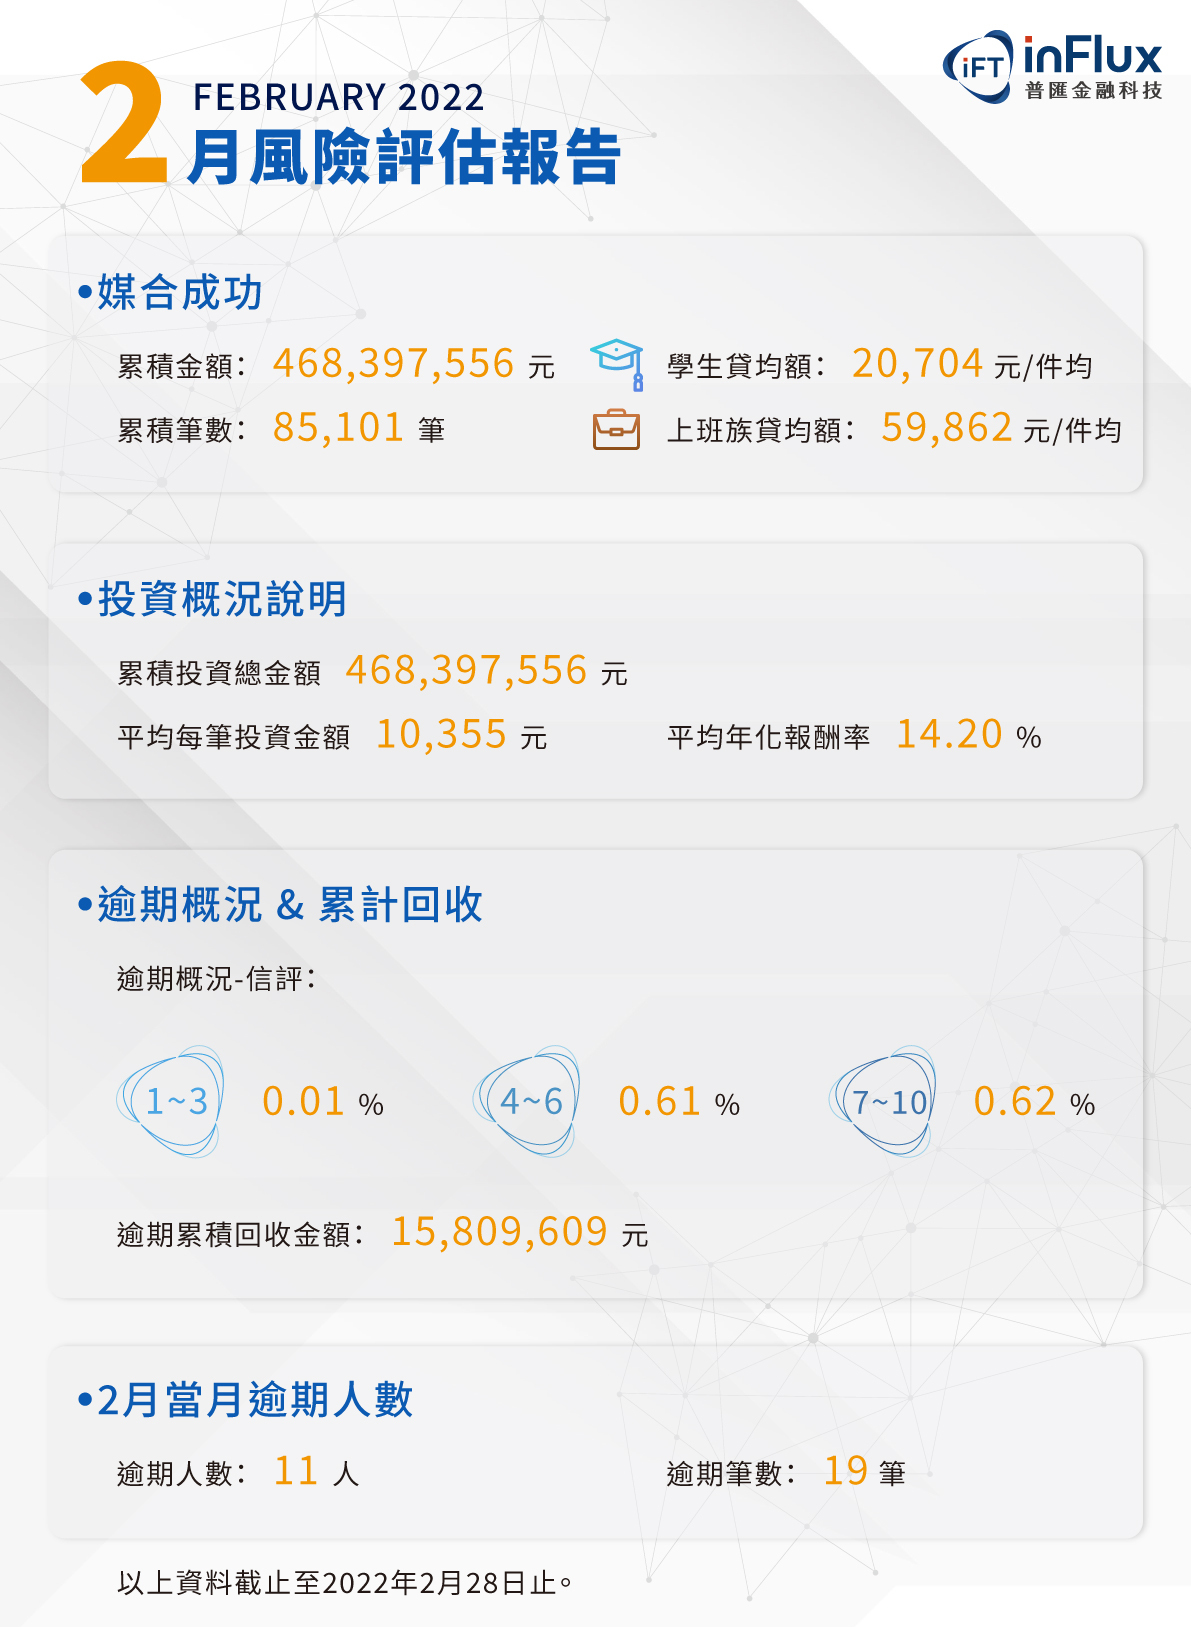 2
FEBRUARY 2022
月風險評估報告
iFT
inFlux
普匯金融科技
•媒合成功
累積金額： 468,397,556 元
學生貸均額： 20,704 元/件均
累積筆數： 85,101 筆
上班族貸均額： 59,862 元/件均
•投資概況說明
累積投資總金額 468,397,556 元
平均每筆投資金額 10,355 元
平均年化報酬率 14.20 %
•逾期概況 & 累計回收
逾期概況-信評：
1~3 0.01 %
4~6 0.61 %
7~10 0.62 %
逾期累積回收金額： 15,809,609 元
•2月當月逾期人數
逾期人數： 11 人
逾期筆數： 19 筆
以上資料截止至2022年2月28日止。